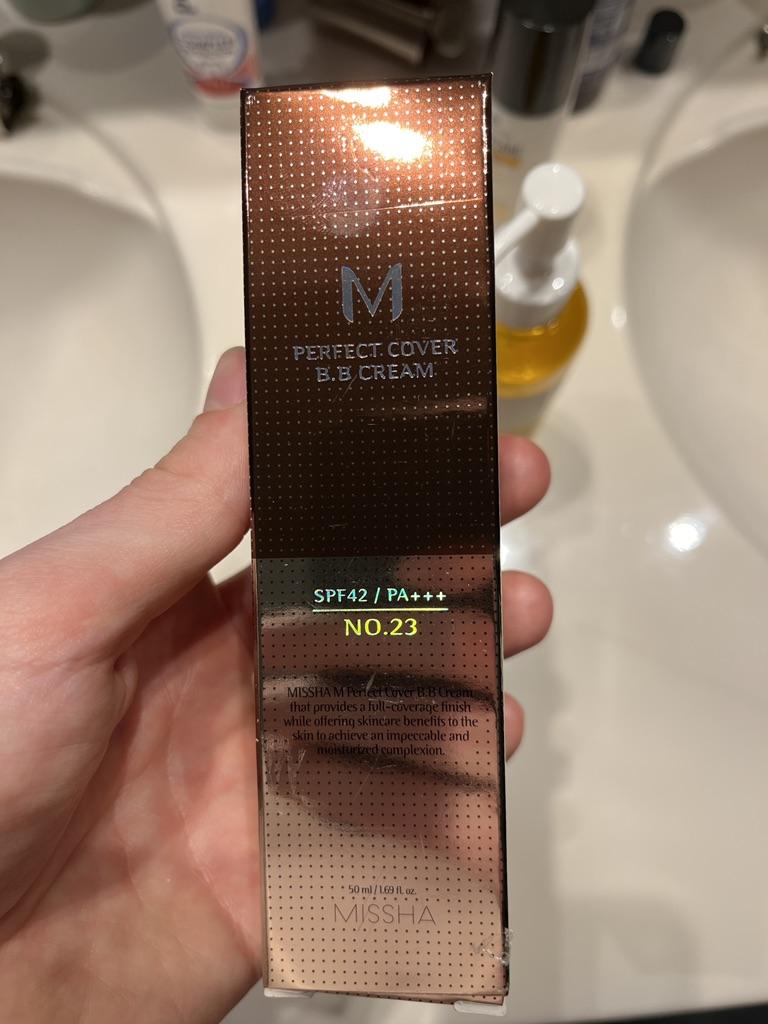 M
PERFECT COVER
B.B CREAM
SPF42 / PA+++
NO.23
MISSHA M Perfect Cover B.B Cream
that provides a full-coverage finish
while offering skincare benefits to the
skin to achieve an impeccable and
moisturized complexion.
50 ml / 1.69 fl. oz.
MISSHA